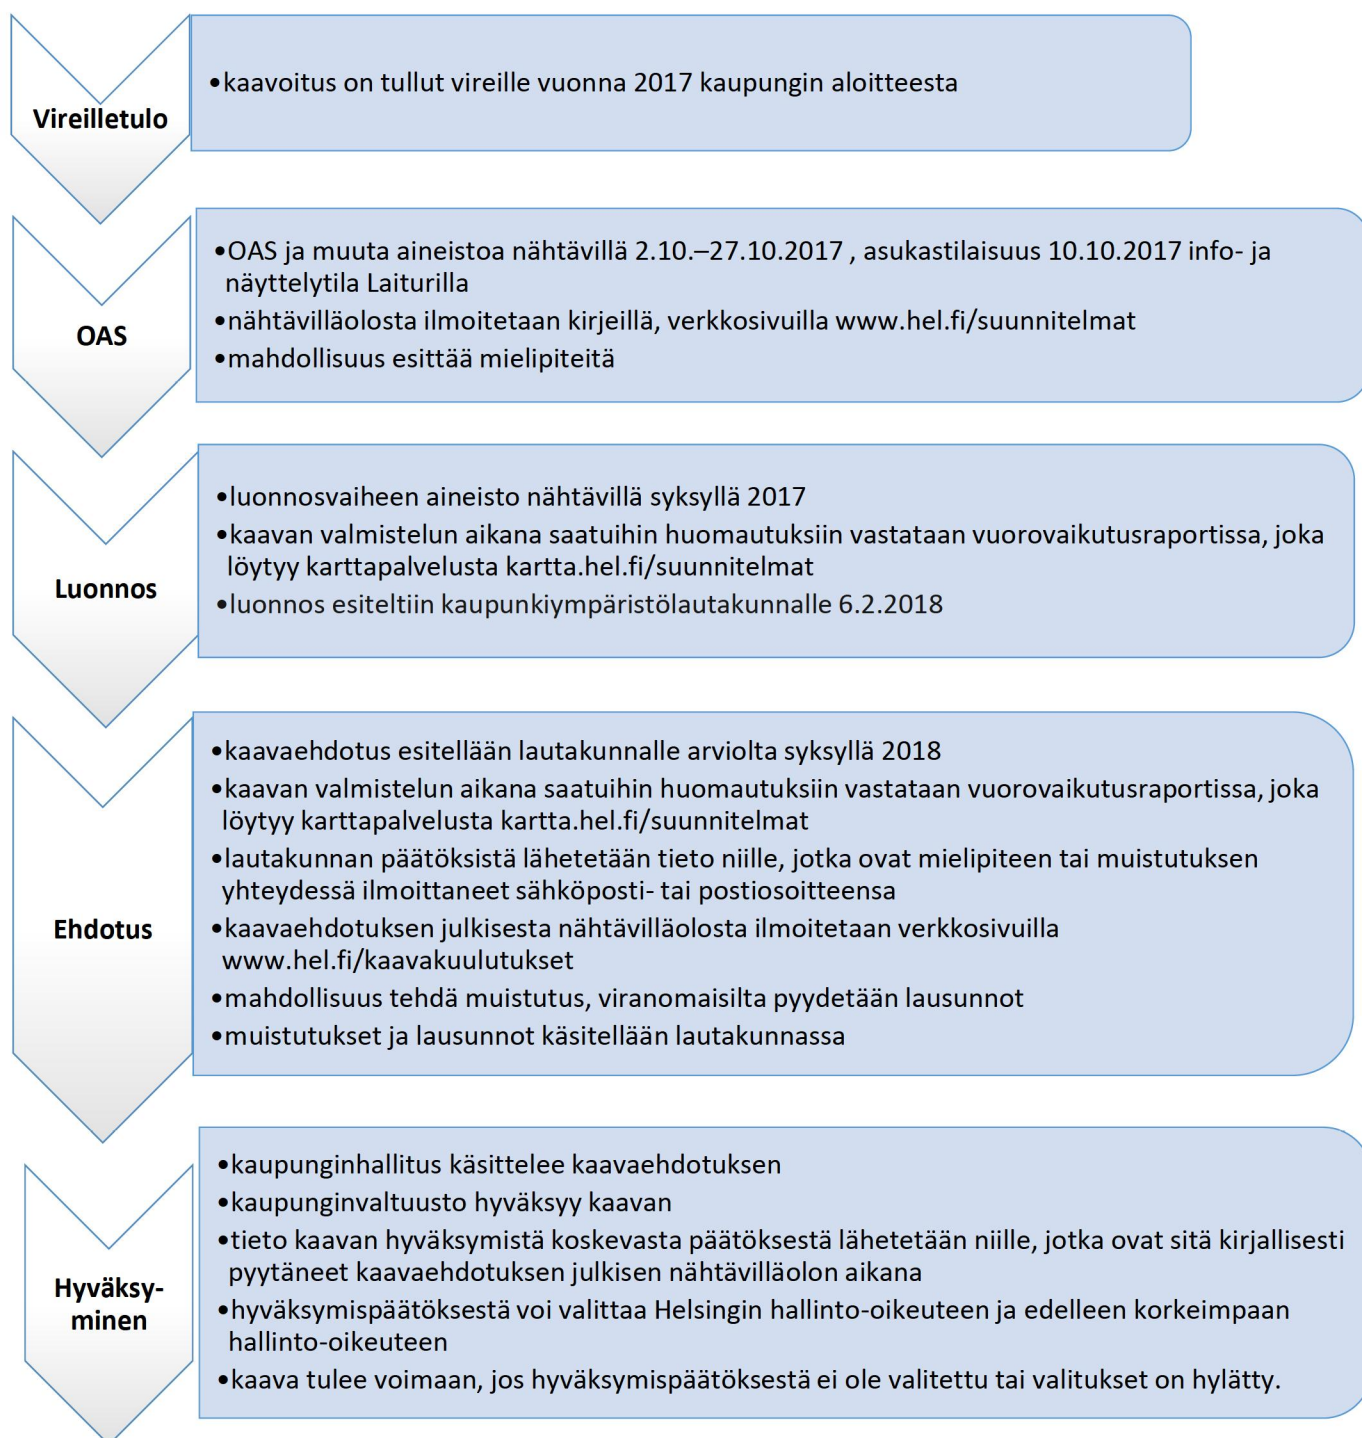 Vireilletulo
•kaavoitus on tullut vireille vuonna 2017 kaupungin aloitteesta
OAS
•OAS ja muuta aineistoa nähtävillä 2.10.–27.10.2017 , asukastilaisuus 10.10.2017 info- ja
näyttelytila Laiturilla
•nähtävilläolosta ilmoitetaan kirjeillä, verkkosivuilla www.hel.fi/suunnitelmat
•mahdollisuus esittää mielipiteitä
Luonnos
•luonnosvaiheen aineisto nähtävillä syksyllä 2017
•kaavan valmistelun aikana saatuihin huomautuksiin vastataan vuorovaikutusraportissa, joka
löytyy karttapalvelusta kartta.hel.fi/suunnitelmat
•luonnos esiteltiin kaupunkiympäristölautakunnalle 6.2.2018
Ehdotus
•kaavaehdotus esitellään lautakunnalle arviolta syksyllä 2018
•kaavan valmistelun aikana saatuihin huomautuksiin vastataan vuorovaikutusraportissa, joka
löytyy karttapalvelusta kartta.hel.fi/suunnitelmat
•lautakunnan päätöksistä lähetetään tieto niille, jotka ovat mielipiteen tai muistutuksen
yhteydessä ilmoittaneet sähköposti- tai postiosoitteensa
•kaavaehdotuksen julkisesta nähtävilläolosta ilmoitetaan verkkosivuilla
www.hel.fi/kaavakuulutukset
•mahdollisuus tehdä muistutus, viranomaisilta pyydetään lausunnot
•muistutukset ja lausunnot käsitellään lautakunnassa
Hyväksy-
minen
•kaupunginhallitus käsittelee kaavaehdotuksen
•kaupunginvaltuusto hyväksyy kaavan
•tieto kaavan hyväksymistä koskevasta päätöksestä lähetetään niille, jotka ovat sitä kirjallisesti
pyytäneet kaavaehdotuksen julkisen nähtävilläolon aikana
•hyväksymispäätöksestä voi valittaa Helsingin hallinto-oikeuteen ja edelleen korkeimpaan
hallinto-oikeuteen
•kaava tulee voimaan, jos hyväksymispäätöksestä ei ole valitettu tai valitukset on hylätty.